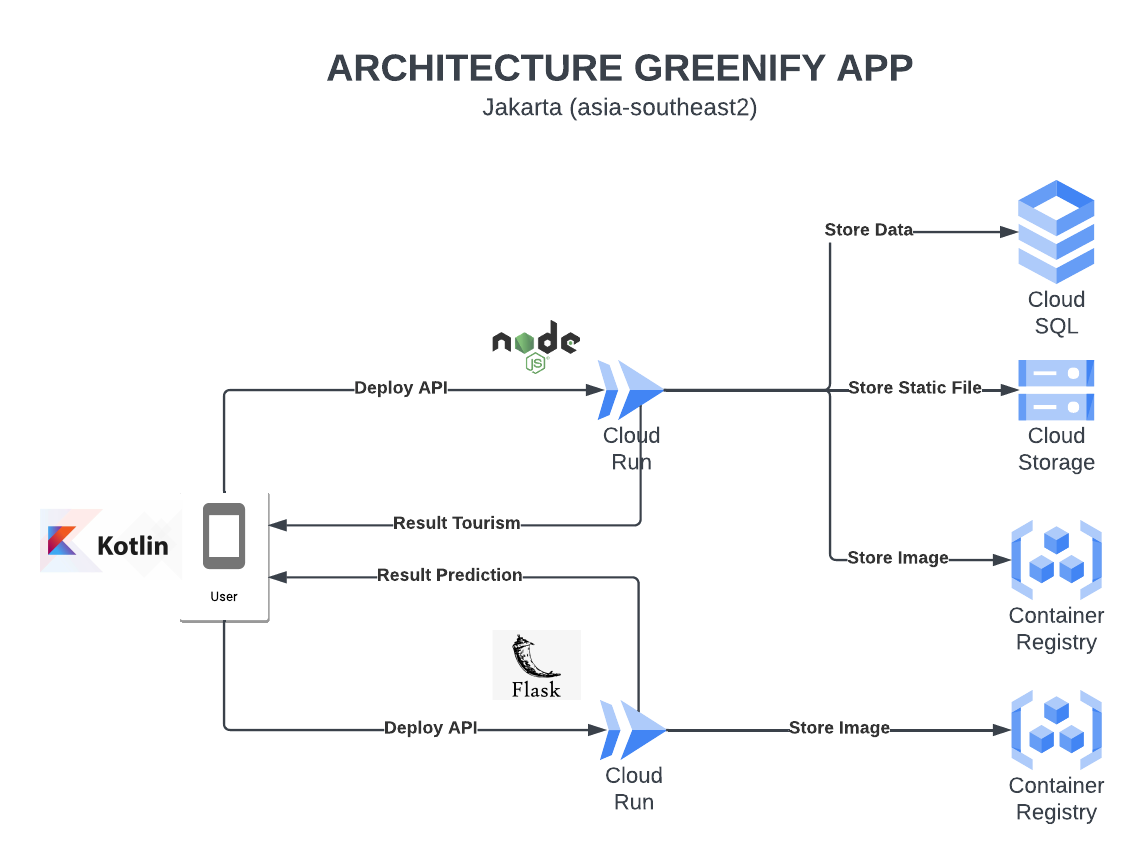 ARCHITECTURE GREENIFY APP
Jakarta (asia-southeast2)
Store Data
Cloud
SQL
node
JS
Deploy API
Cloud
Run
Store Static File
Cloud
Storage
Result Tourism
Kotlin
User
Result Prediction
Store Image
Container
Registry
Flask
Deploy API
Cloud
Run
Store Image
Container
Registry